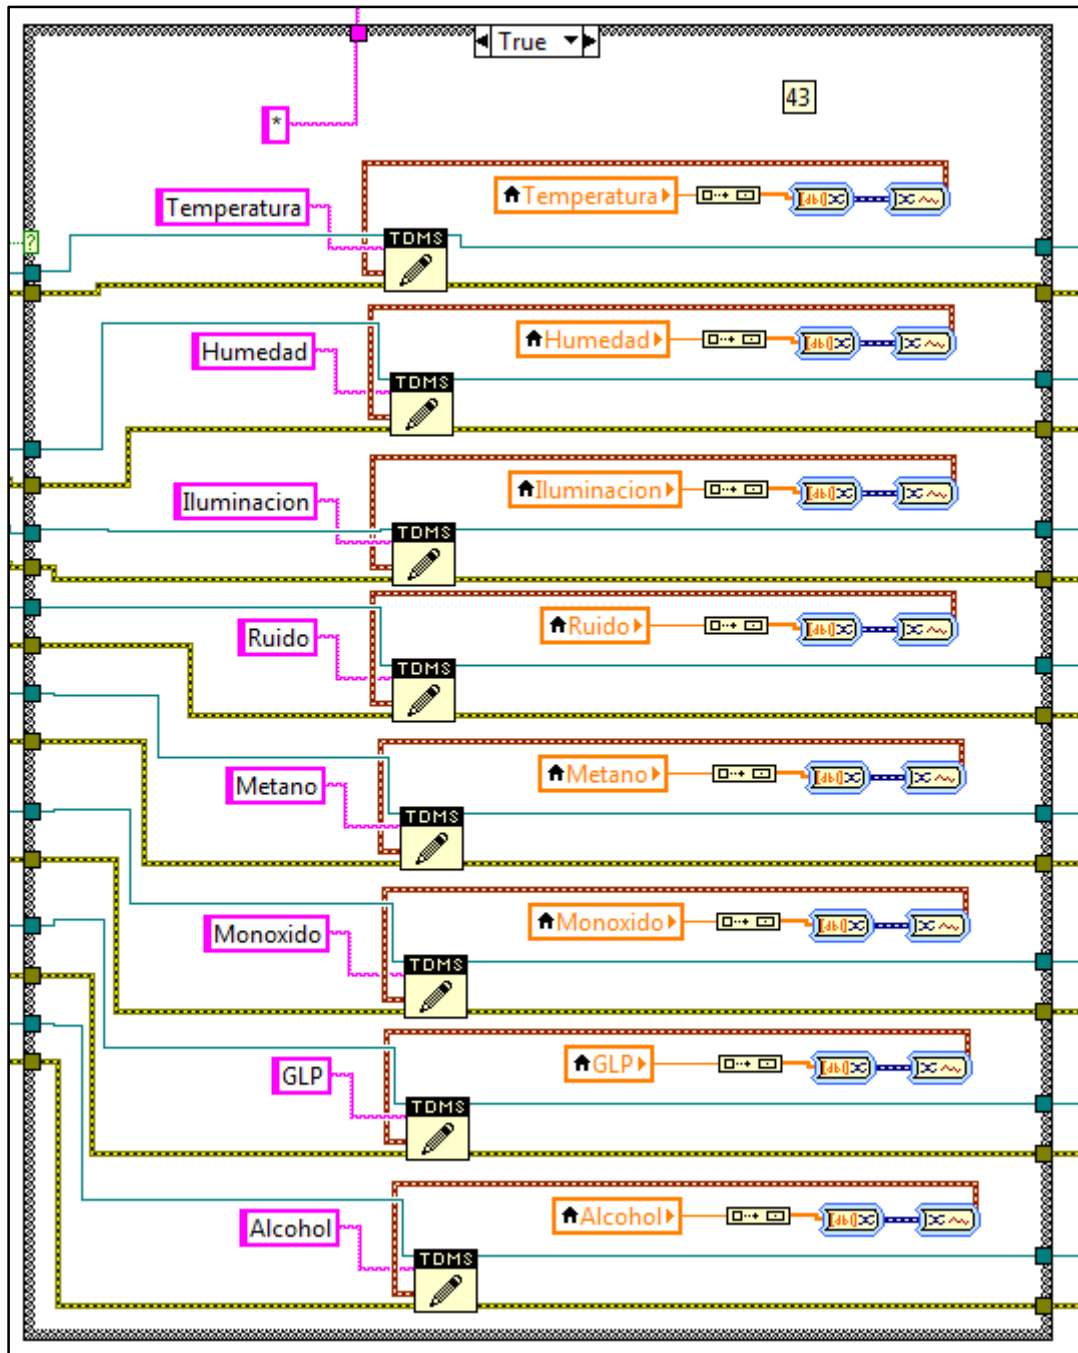 True
*
43
Temperatura
Temperatura
TDMS
?
Humedad
Humedad
TDMS
Iluminacion
Iluminacion
TDMS
Ruido
Ruido
TDMS
Metano
Metano
TDMS
Monoxido
Monoxido
TDMS
GLP
GLP
TDMS
Alcohol
Alcohol
TDMS